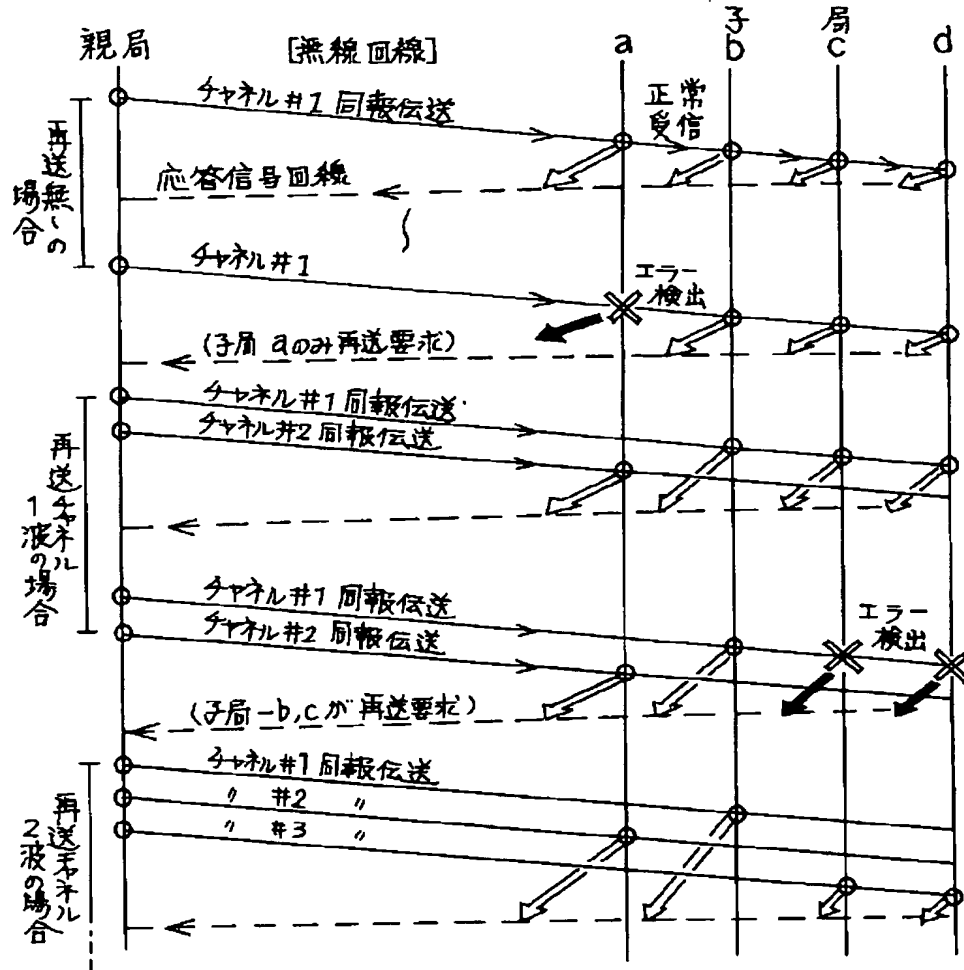 親局
[無線回線]
子局
a
b
c
d
チャネル#1 同報伝送
正常
受信
再送無しの
場合
応答信号回線
チャネル#1
エラー
検出
(子局 aのみ再送要求)
チャネル#1 同報伝送
チャネル#2 同報伝送
再送チャネル
1波の場合
チャネル#1 同報伝送
チャネル#2 同報伝送
エラー
検出
(子局-b,cが再送要求)
チャネル#1 同報伝送
〃 #2 〃
〃 #3 〃
再送チャネル
2波の場合